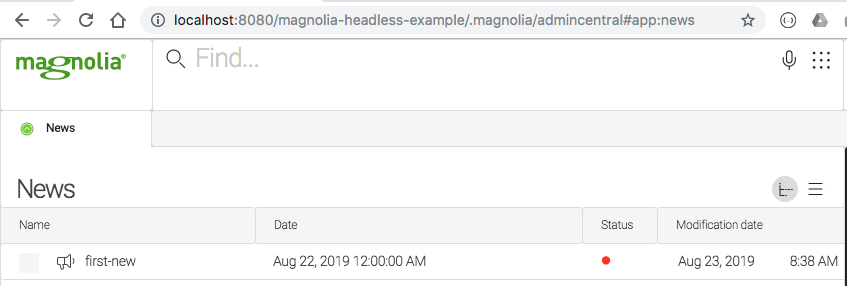 localhost:8080/magnolia-headless-example/.magnolia/admincentral#app:news
magnolia®
Find...
News
News
Name Date Status Modification date
first-new Aug 22, 2019 12:00:00 AM Aug 23, 2019 8:38 AM